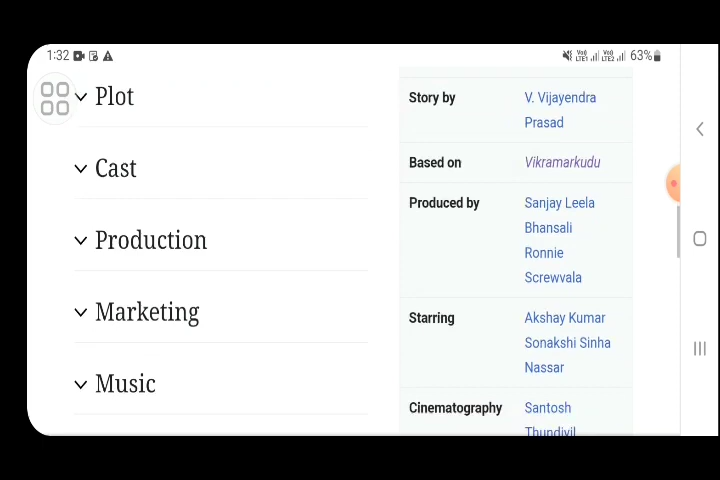 1:32
63%
Plot
Cast
Production
Marketing
Music
Story by
V. Vijayendra
Prasad
Based on
Vikramarkudu
Produced by
Sanjay Leela
Bhansali
Ronnie
Screwvala
Starring
Akshay Kumar
Sonakshi Sinha
Nassar
Cinematography
Santosh
Thundiyil